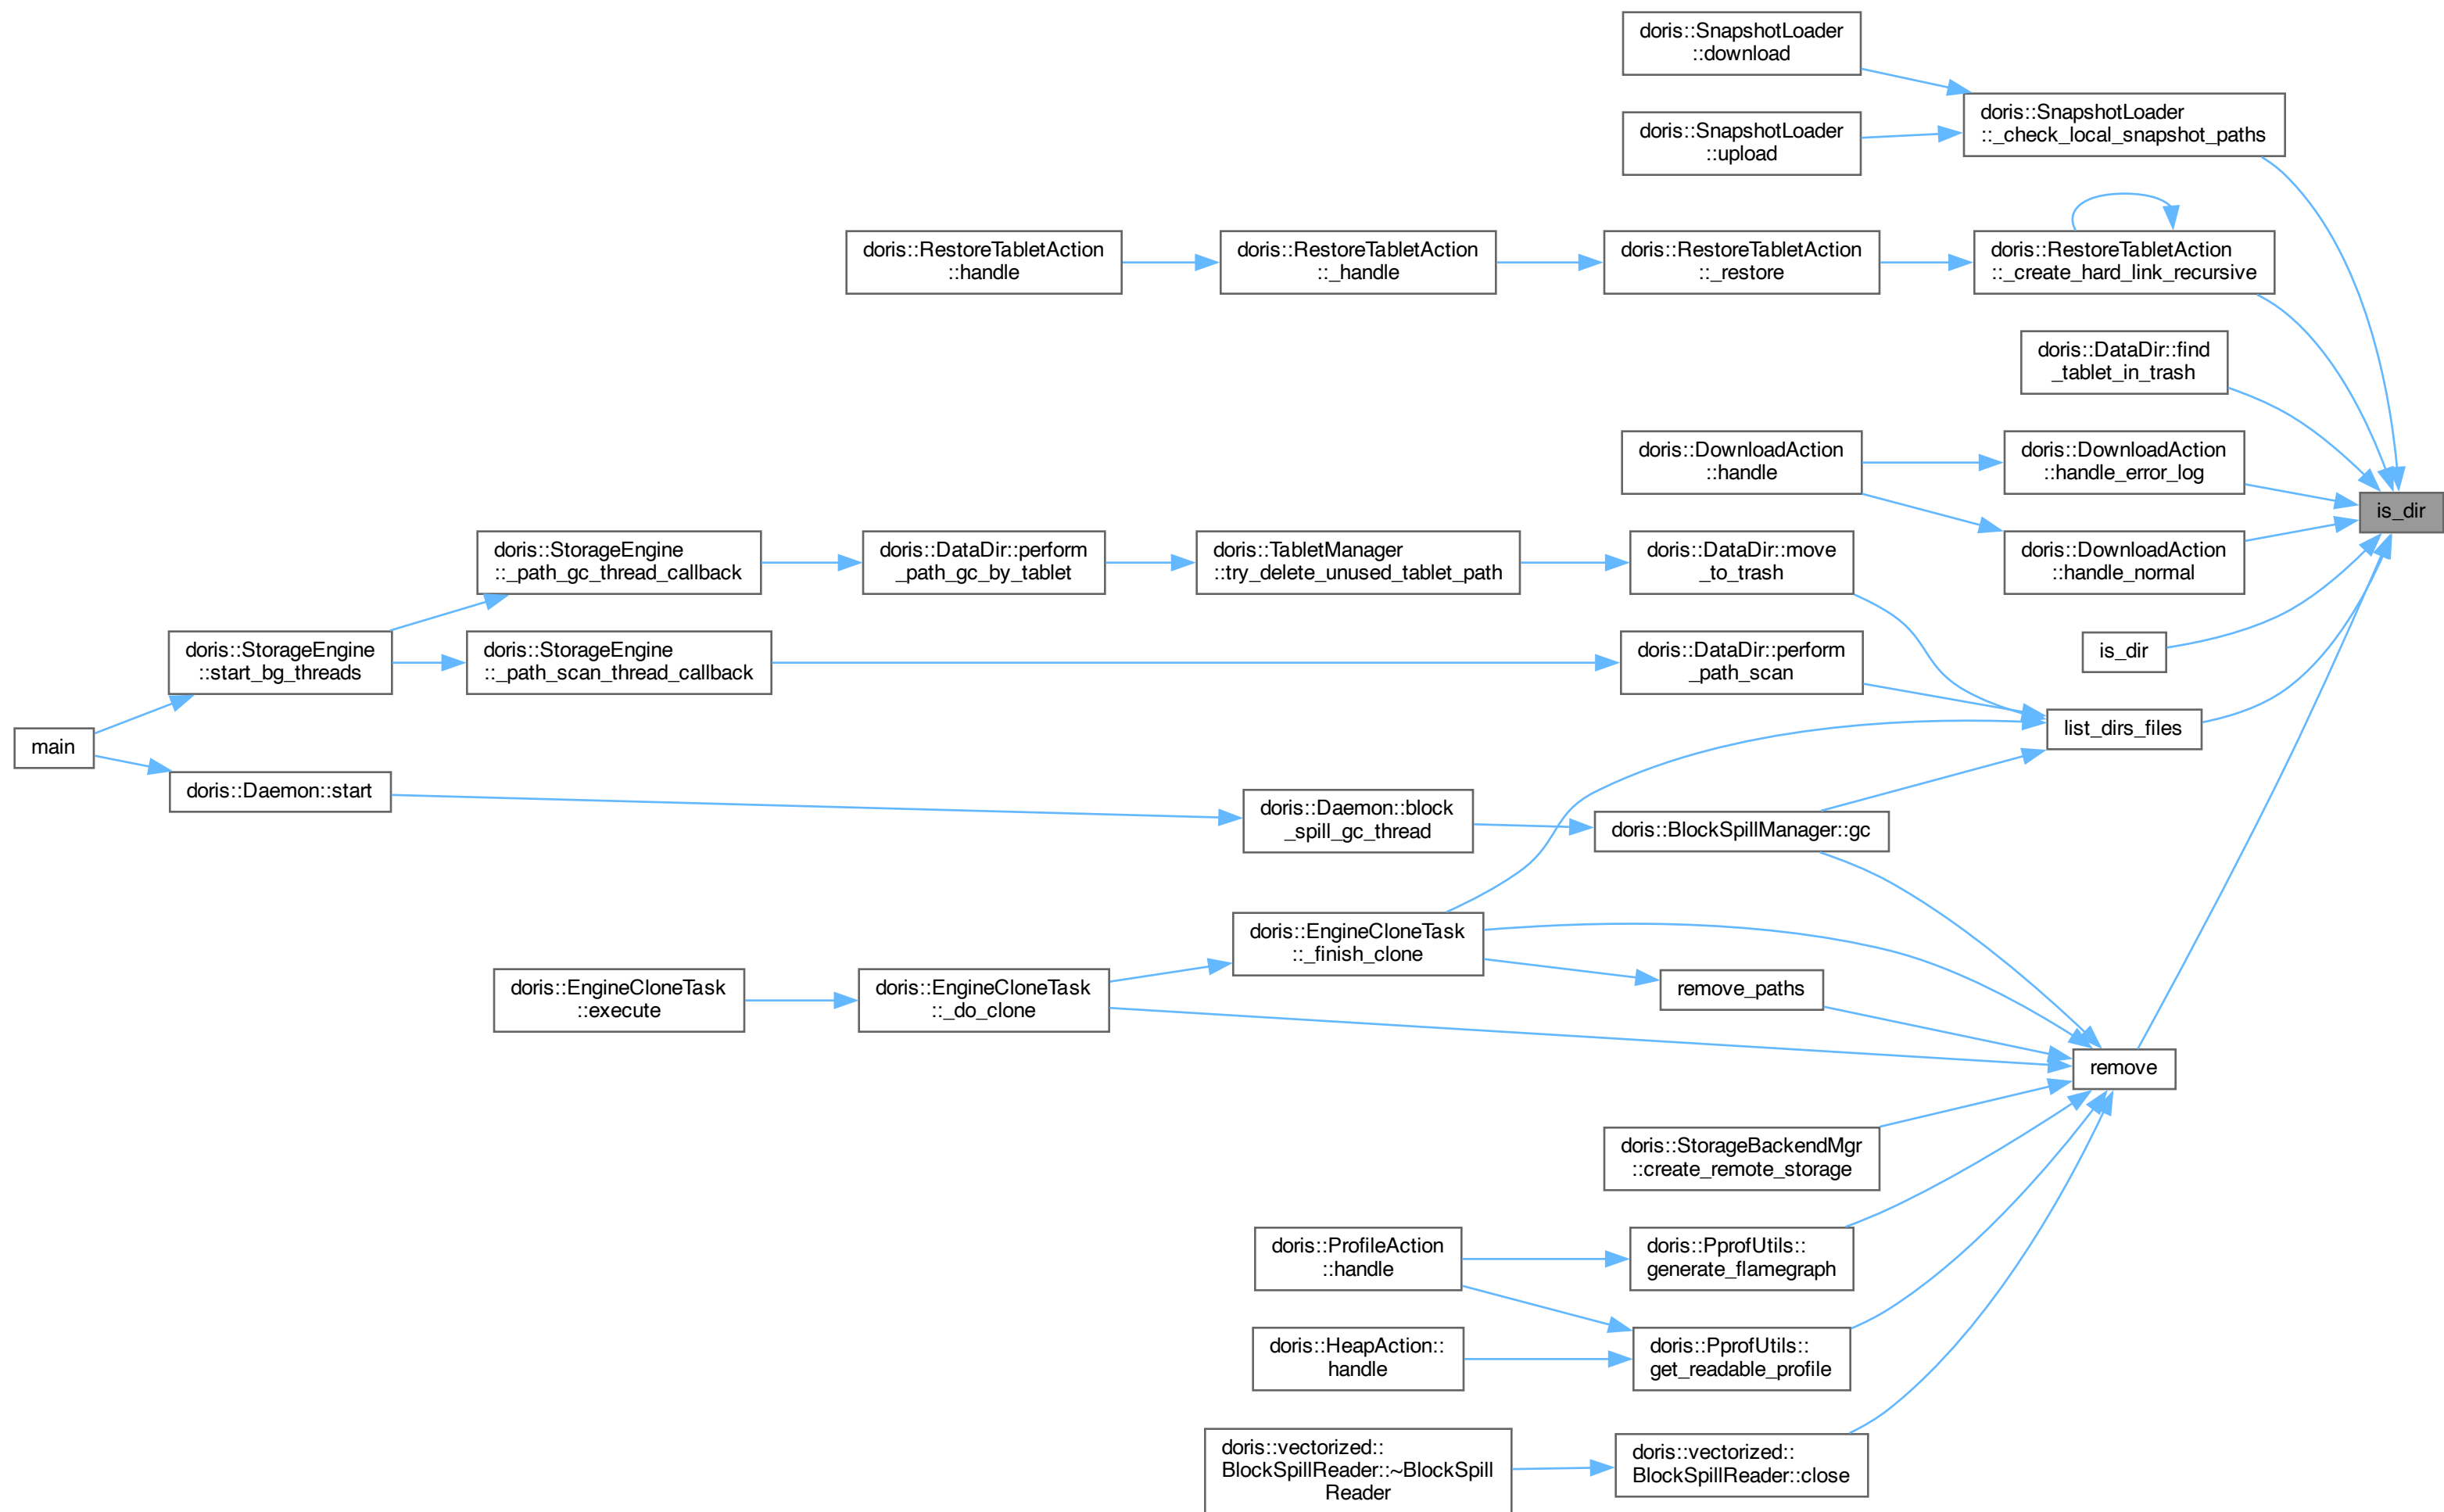 doris::SnapshotLoader
::download
doris::SnapshotLoader
::_check_local_snapshot_paths
doris::SnapshotLoader
::upload
doris::RestoreTabletAction
::handle
doris::RestoreTabletAction
::_handle
doris::RestoreTabletAction
::_restore
doris::RestoreTabletAction
::_create_hard_link_recursive
doris::DataDir::find
_tablet_in_trash
doris::DownloadAction
::handle
doris::DownloadAction
::handle_error_log
is_dir
doris::StorageEngine
::_path_gc_thread_callback
doris::DataDir::perform
_path_gc_by_tablet
doris::TabletManager
::try_delete_unused_tablet_path
doris::DataDir::move
_to_trash
doris::DownloadAction
::handle_normal
doris::StorageEngine
::start_bg_threads
doris::StorageEngine
::_path_scan_thread_callback
doris::DataDir::perform
_path_scan
is_dir
list_dirs_files
main
doris::Daemon::start
doris::Daemon::block
_spill_gc_thread
doris::BlockSpillManager::gc
doris::EngineCloneTask
::_finish_clone
doris::EngineCloneTask
::execute
doris::EngineCloneTask
::_do_clone
remove_paths
remove
doris::StorageBackendMgr
::create_remote_storage
doris::ProfileAction
::handle
doris::PprofUtils::
generate_flamegraph
doris::HeapAction::
handle
doris::PprofUtils::
get_readable_profile
doris::vectorized::
BlockSpillReader::~BlockSpill
Reader
doris::vectorized::
BlockSpillReader::close